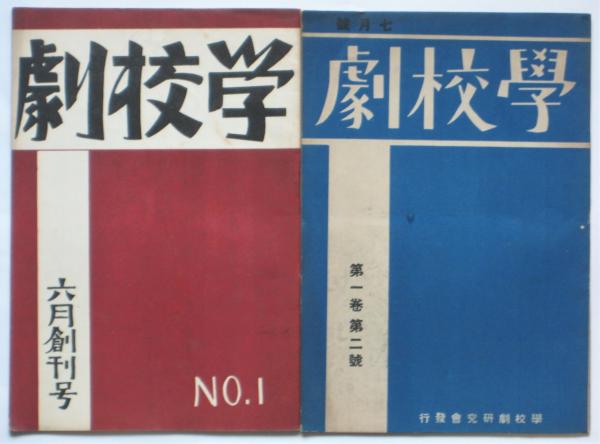 学校劇
六月創刊号
NO.1
七月號
學校劇
第一卷第二號
學校劇研究會發行